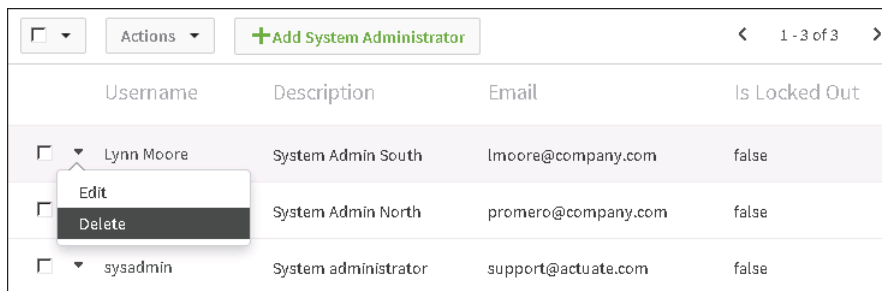 Actions
+Add System Administrator
1 - 3 of 3
Username Description Email Is Locked Out
Lynn Moore System Admin South lmoore@company.com false
Edit
System Admin North promero@company.com false
Delete
sysadmin System administrator support@actuate.com false